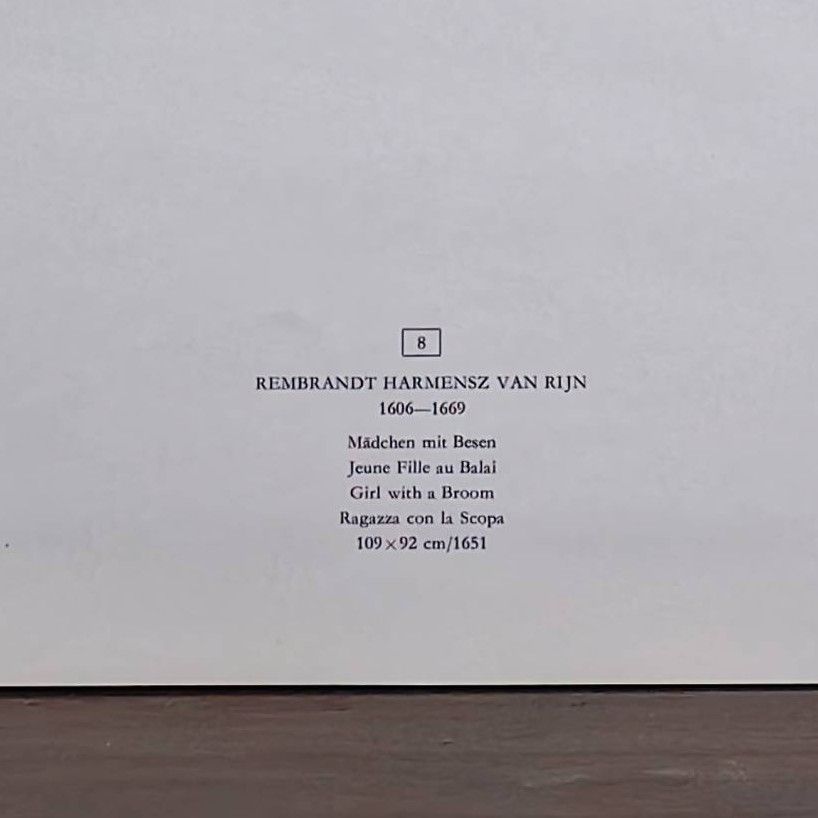 8
REMBRANDT HARMENSZ VAN RIJN
1606—1669
Mädchen mit Besen
Jeune Fille au Balai
Girl with a Broom
Ragazza con la Scopa
109×92 cm/1651